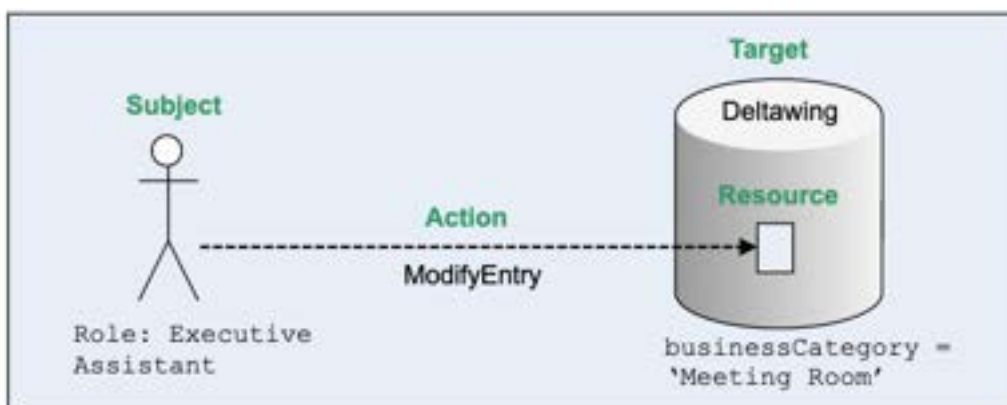 Target
Deltawing
Subject
Resource
Action
ModifyEntry
Role: Executive
Assistant
businessCategory =
‘Meeting Room’